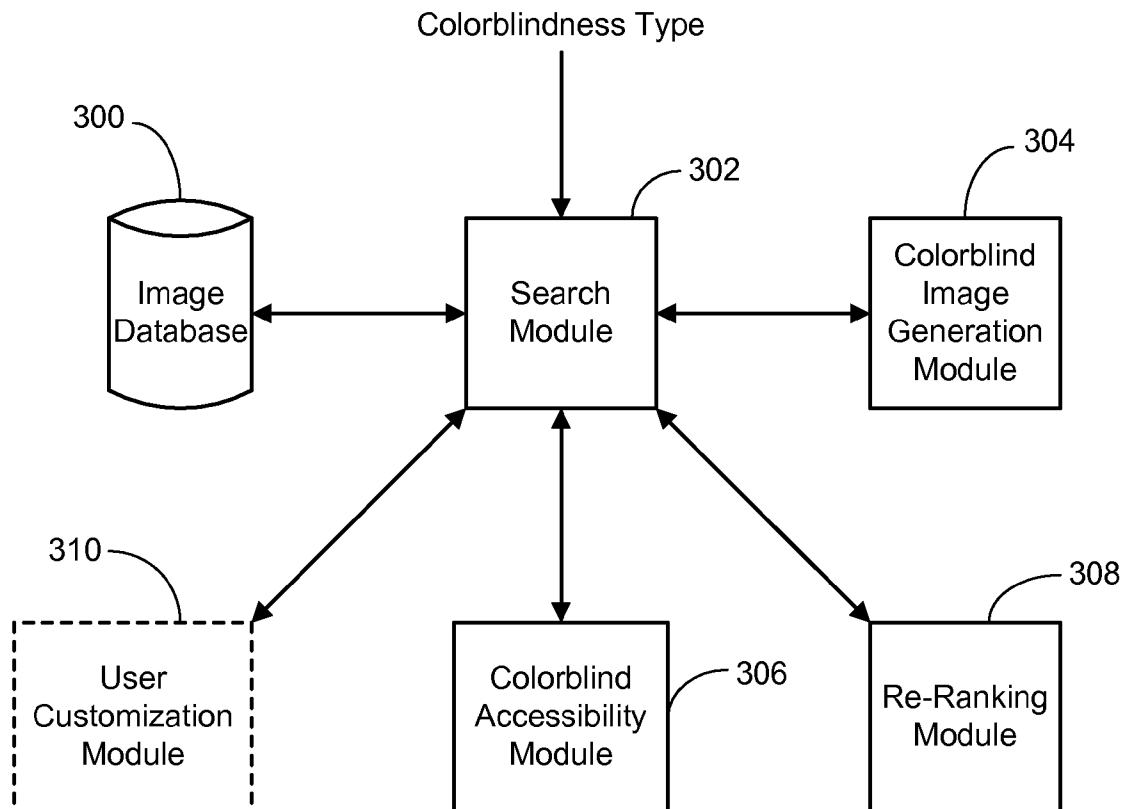 Colorblindness Type
300
302
304
Image
Database
Search
Module
Colorblind
Image
Generation
Module
310
306
308
User
Customization
Module
Colorblind
Accessibility
Module
Re-Ranking
Module